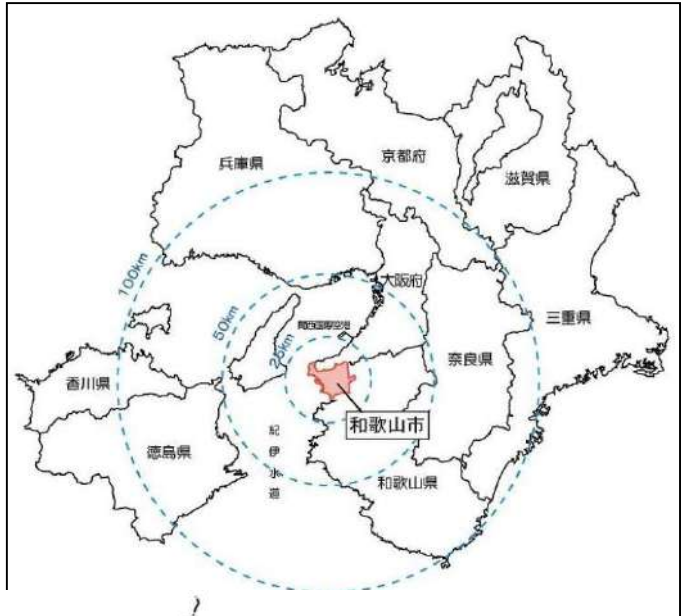 兵庫県
京都府
滋賀県
100km
大阪府
50km
関西国際空港
25km
三重県
奈良県
香川県
和歌山市
徳島県
紀伊水道
和歌山県